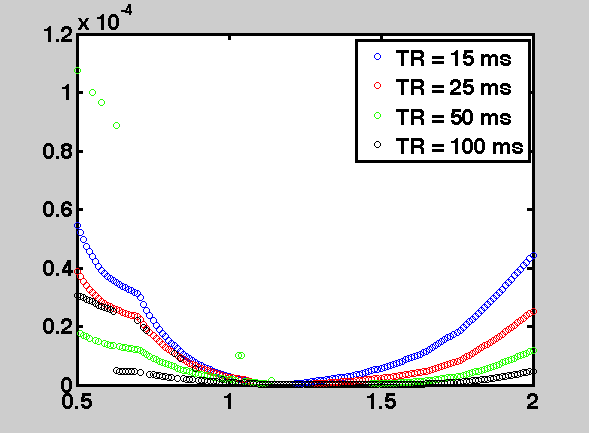 x 10-4
1.2
1
0.8
0.6
0.4
0.2
0
0.5
1
1.5
2
TR = 15 ms
TR = 25 ms
TR = 50 ms
TR = 100 ms